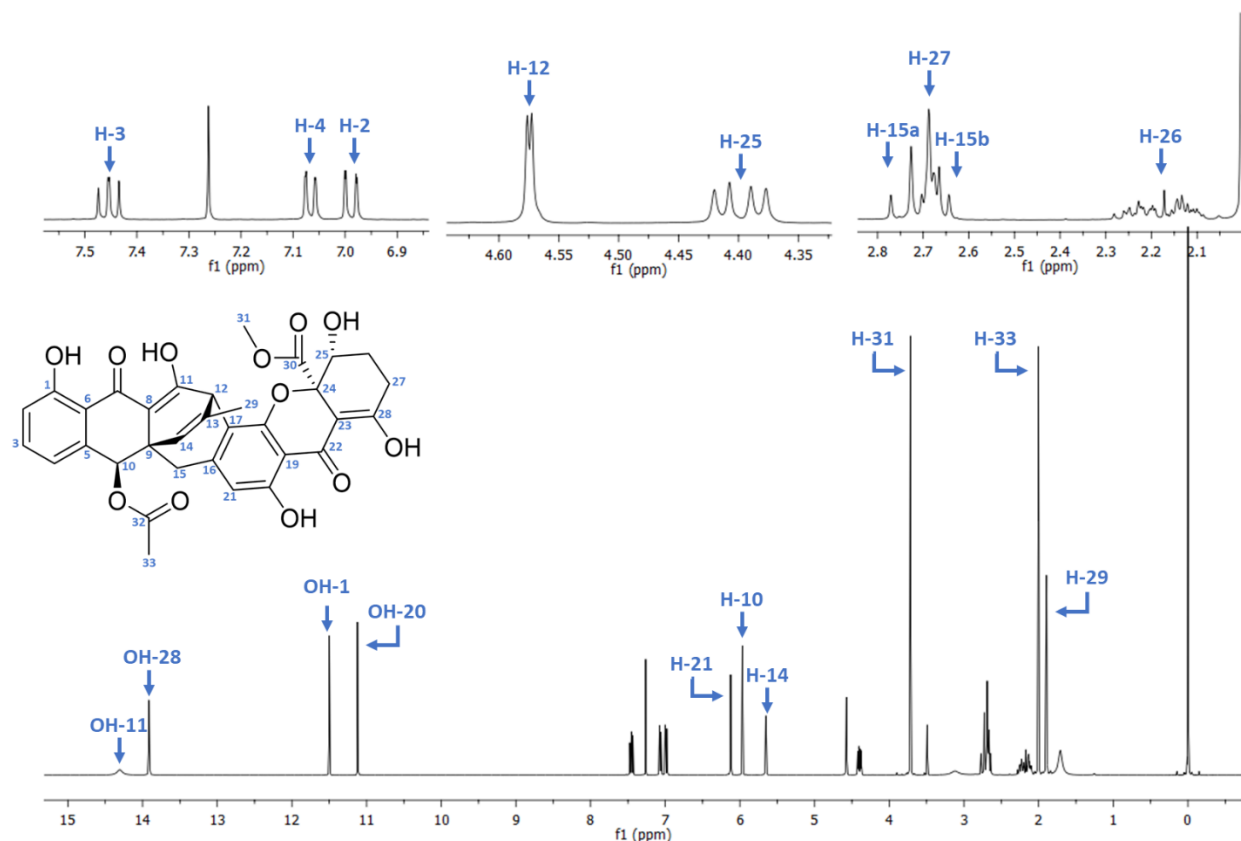 H-3
H-4
H-2
7.5 7.4 7.3 7.2 7.1 7.0 6.9
f1 (ppm)
H-12
H-25
4.60 4.55 4.50 4.45 4.40 4.35
f1 (ppm)
H-27
H-15a
H-15b
H-26
2.8 2.7 2.6 2.5 2.4 2.3 2.2 2.1
f1 (ppm)
31
O
OH
O
30
25
OH
O
HO
11
12
24
27
1
6
8
29
O
28
17
13
23
3
14
22
5
9
19
OH
10
16
15
O
21
O
O
OH
32
33
OH-11
OH-28
OH-1
OH-20
H-21
H-10
H-14
H-31
H-33
H-29
15 14 13 12 11 10 9 8 7 6 5 4 3 2 1 0
f1 (ppm)